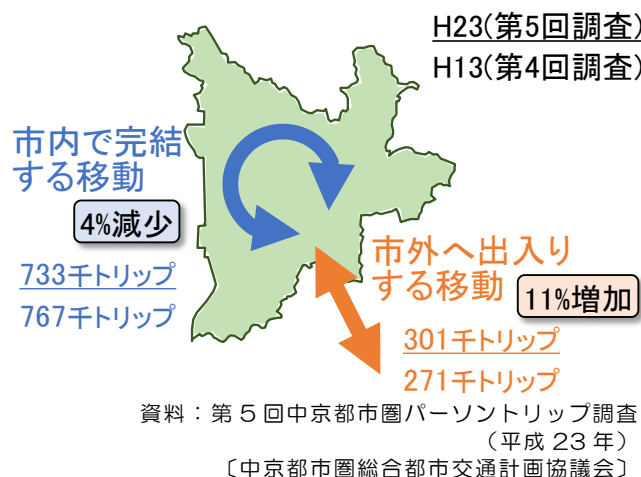 H23(第5回調査)
H13(第4回調査)
市内で完結
する移動
4%減少
733千トリップ
767千トリップ
市外へ出入り
する移動
11%増加
301千トリップ
271千トリップ
資料：第5回中京都市圏パーソントリップ調査
（平成23年）
〔中京都市圏総合都市交通計画協議会〕